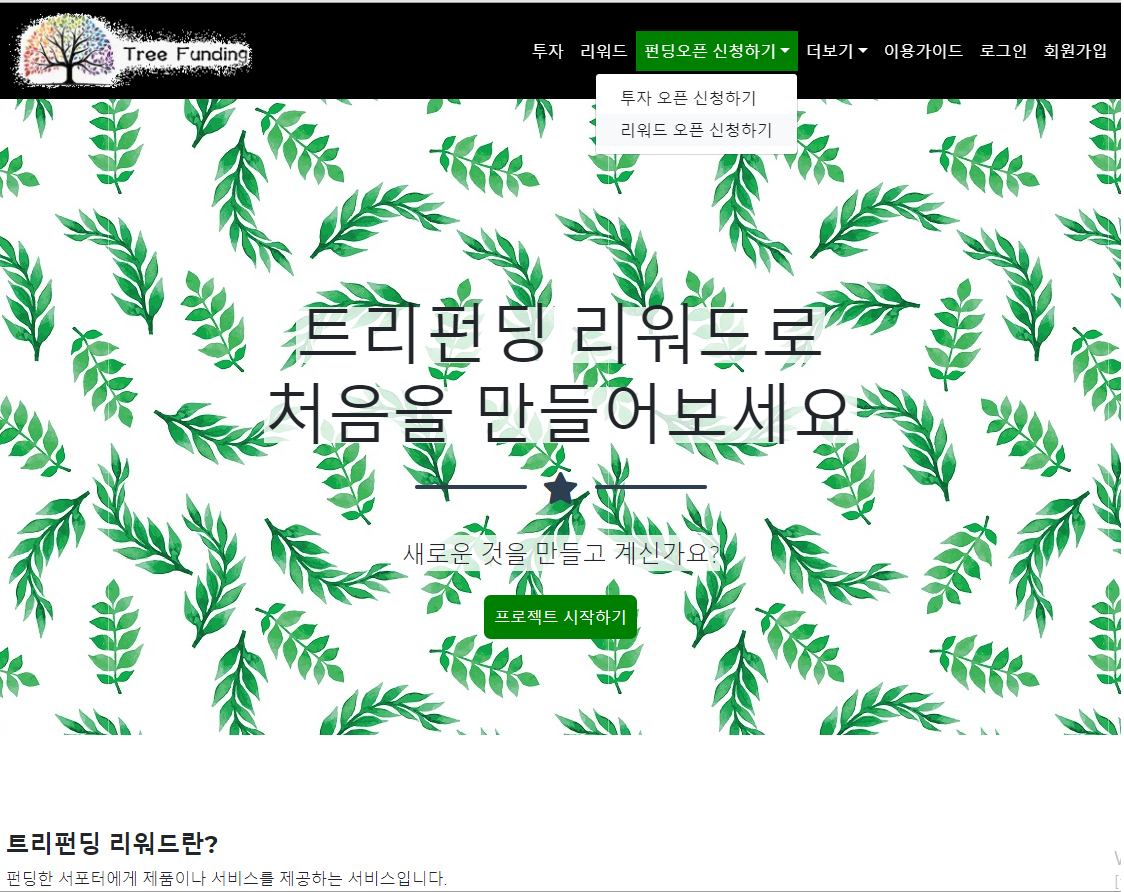 Tree Funding
투자 리워드 펀딩오픈 신청하기 더보기 이용가이드 로그인 회원가입
투자 오픈 신청하기
리워드 오픈 신청하기
트리펀딩 리워드로
처음을 만들어보세요
새로운 것을 만들고 계신가요?
프로젝트 시작하기
트리펀딩 리워드란?
펀딩한 서포터에게 제품이나 서비스를 제공하는 서비스입니다.